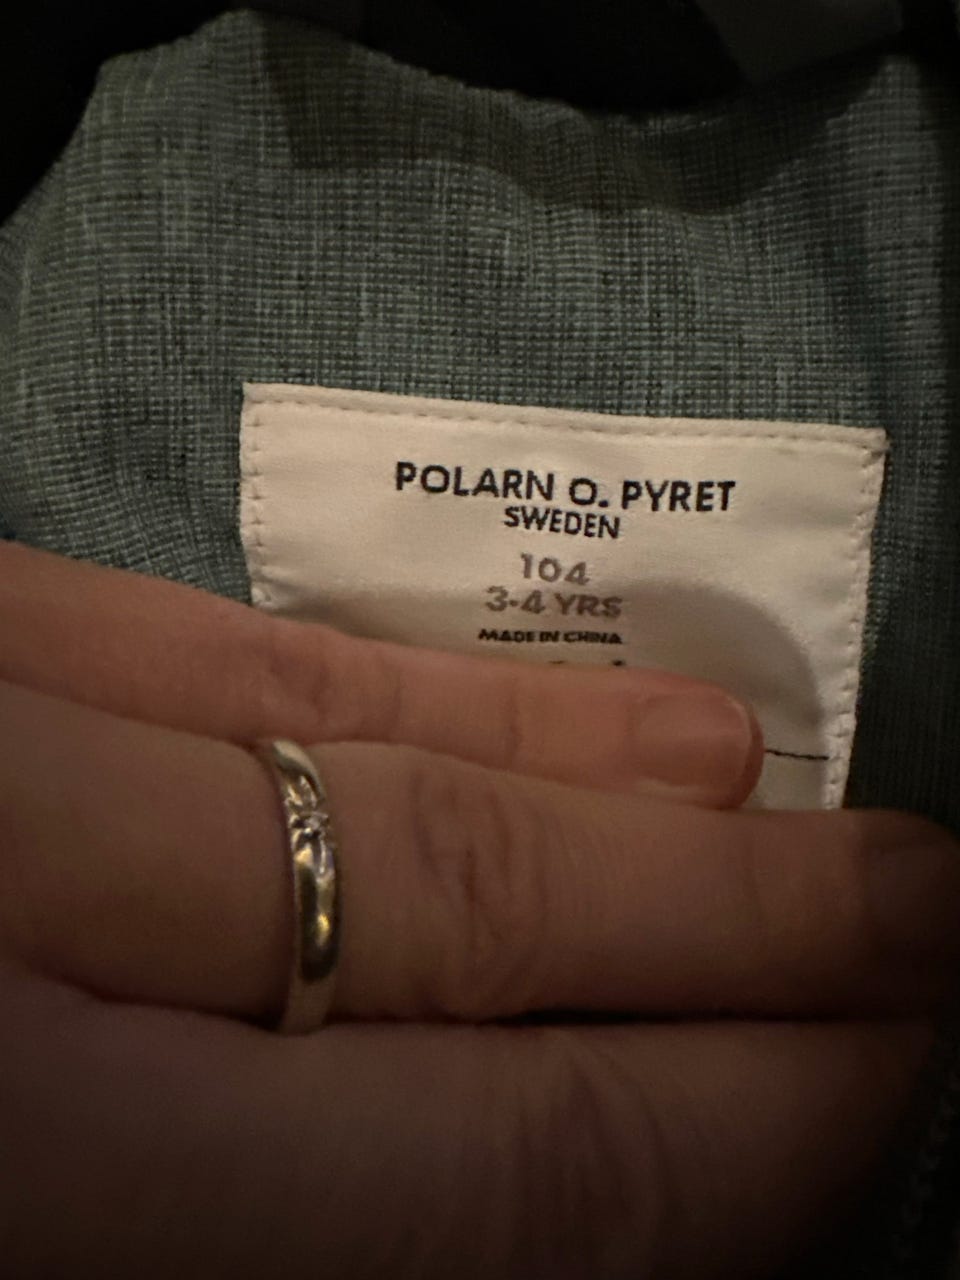 POLARN O. PYRET
SWEDEN
104
3-4 YRS
MADE IN CHINA